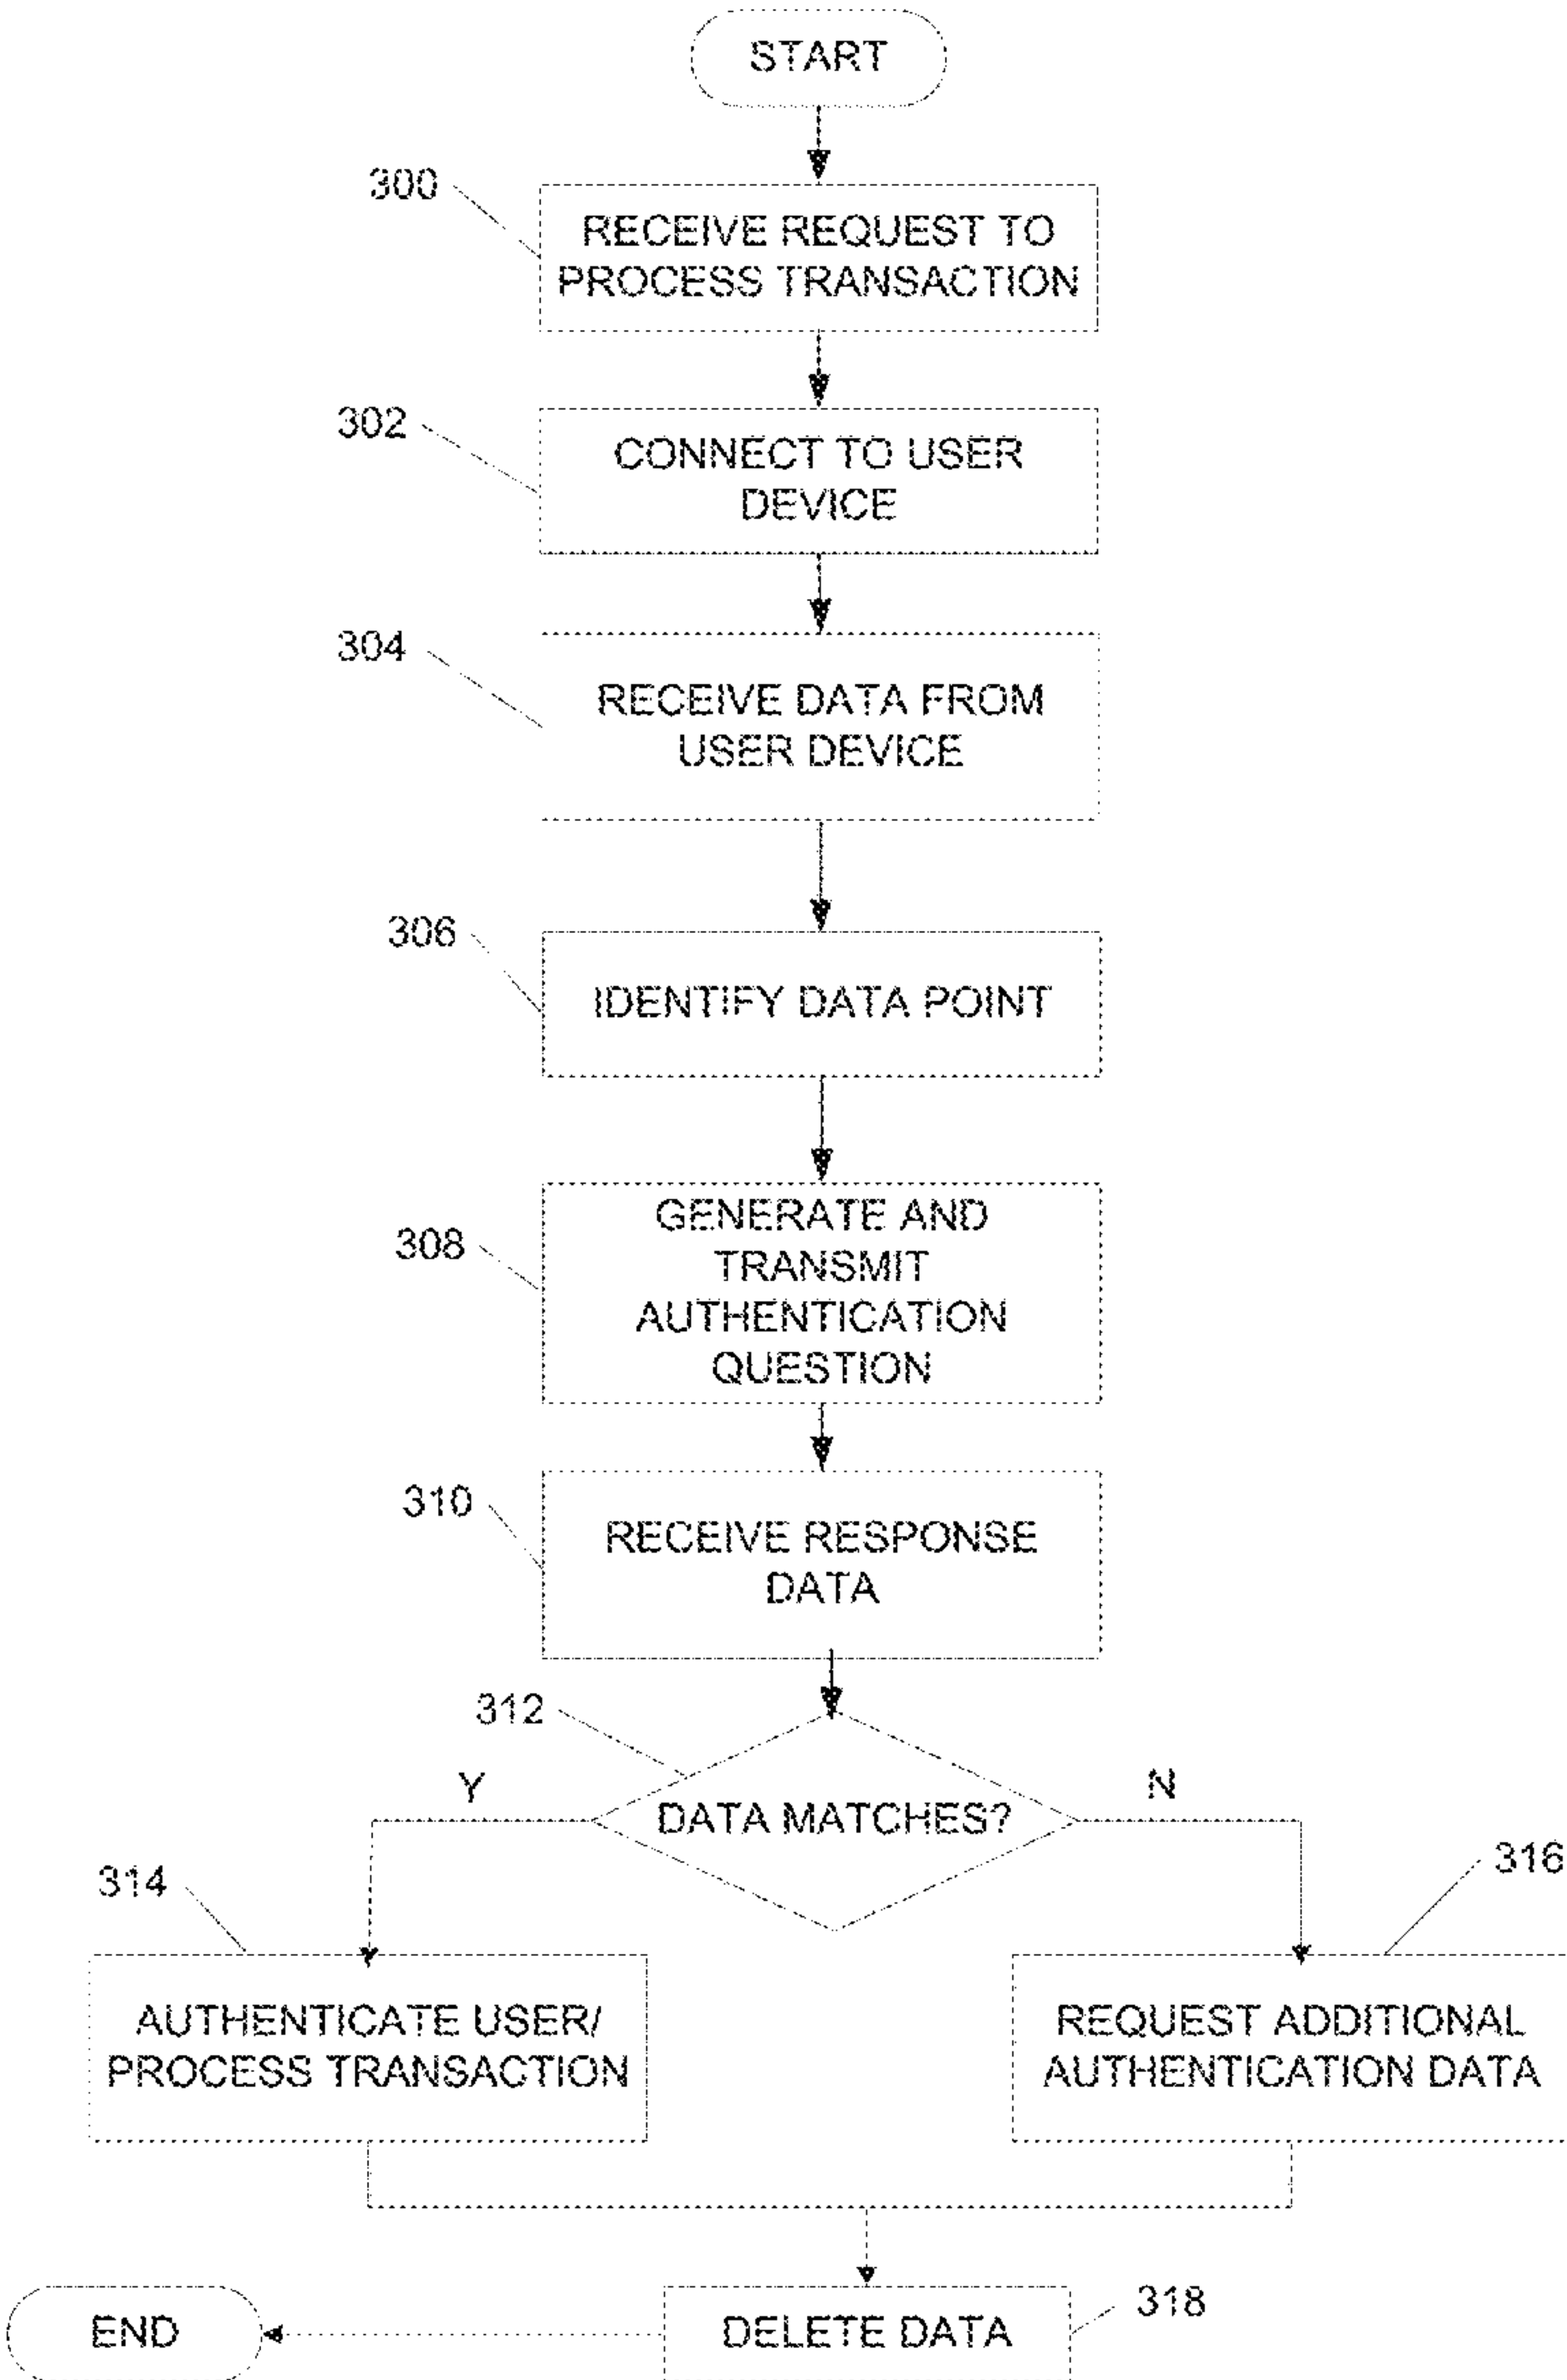 START
300
RECEIVE REQUEST TO
PROCESS TRANSACTION
302
CONNECT TO USER
DEVICE
304
RECEIVE DATA FROM
USER DEVICE
306
IDENTIFY DATA POINT
308
GENERATE AND
TRANSMIT
AUTHENTICATION
QUESTION
310
RECEIVE RESPONSE
DATA
312
Y
N
DATA MATCHES?
314
316
AUTHENTICATE USER/
PROCESS TRANSACTION
REQUEST ADDITIONAL
AUTHENTICATION DATA
END
DELETE DATA
318